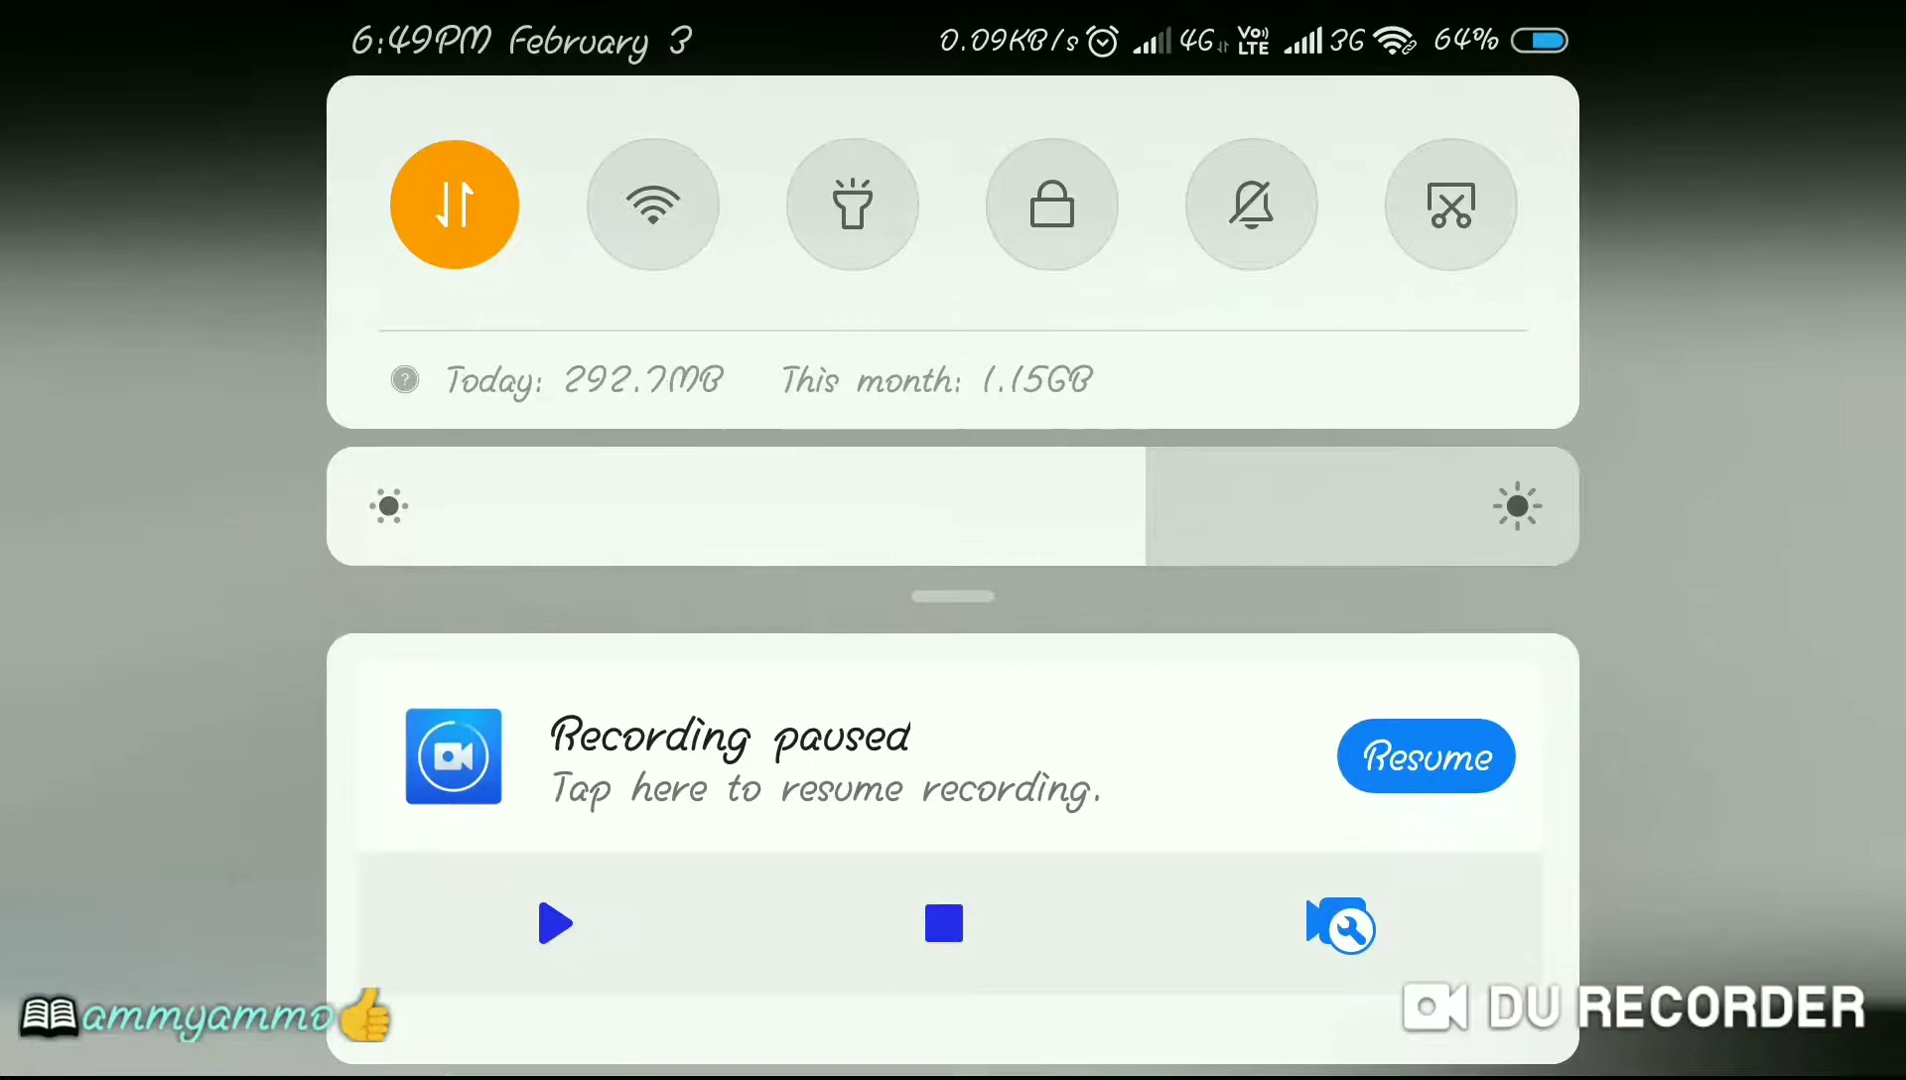 6:49PM February 3
0.09KB/s 4G Vo)) LTE 3G 64%
Today: 292.7MB This month: 1.15GB
Recording paused
Tap here to resume recording.
Resume
ammyammo
DU RECORDER